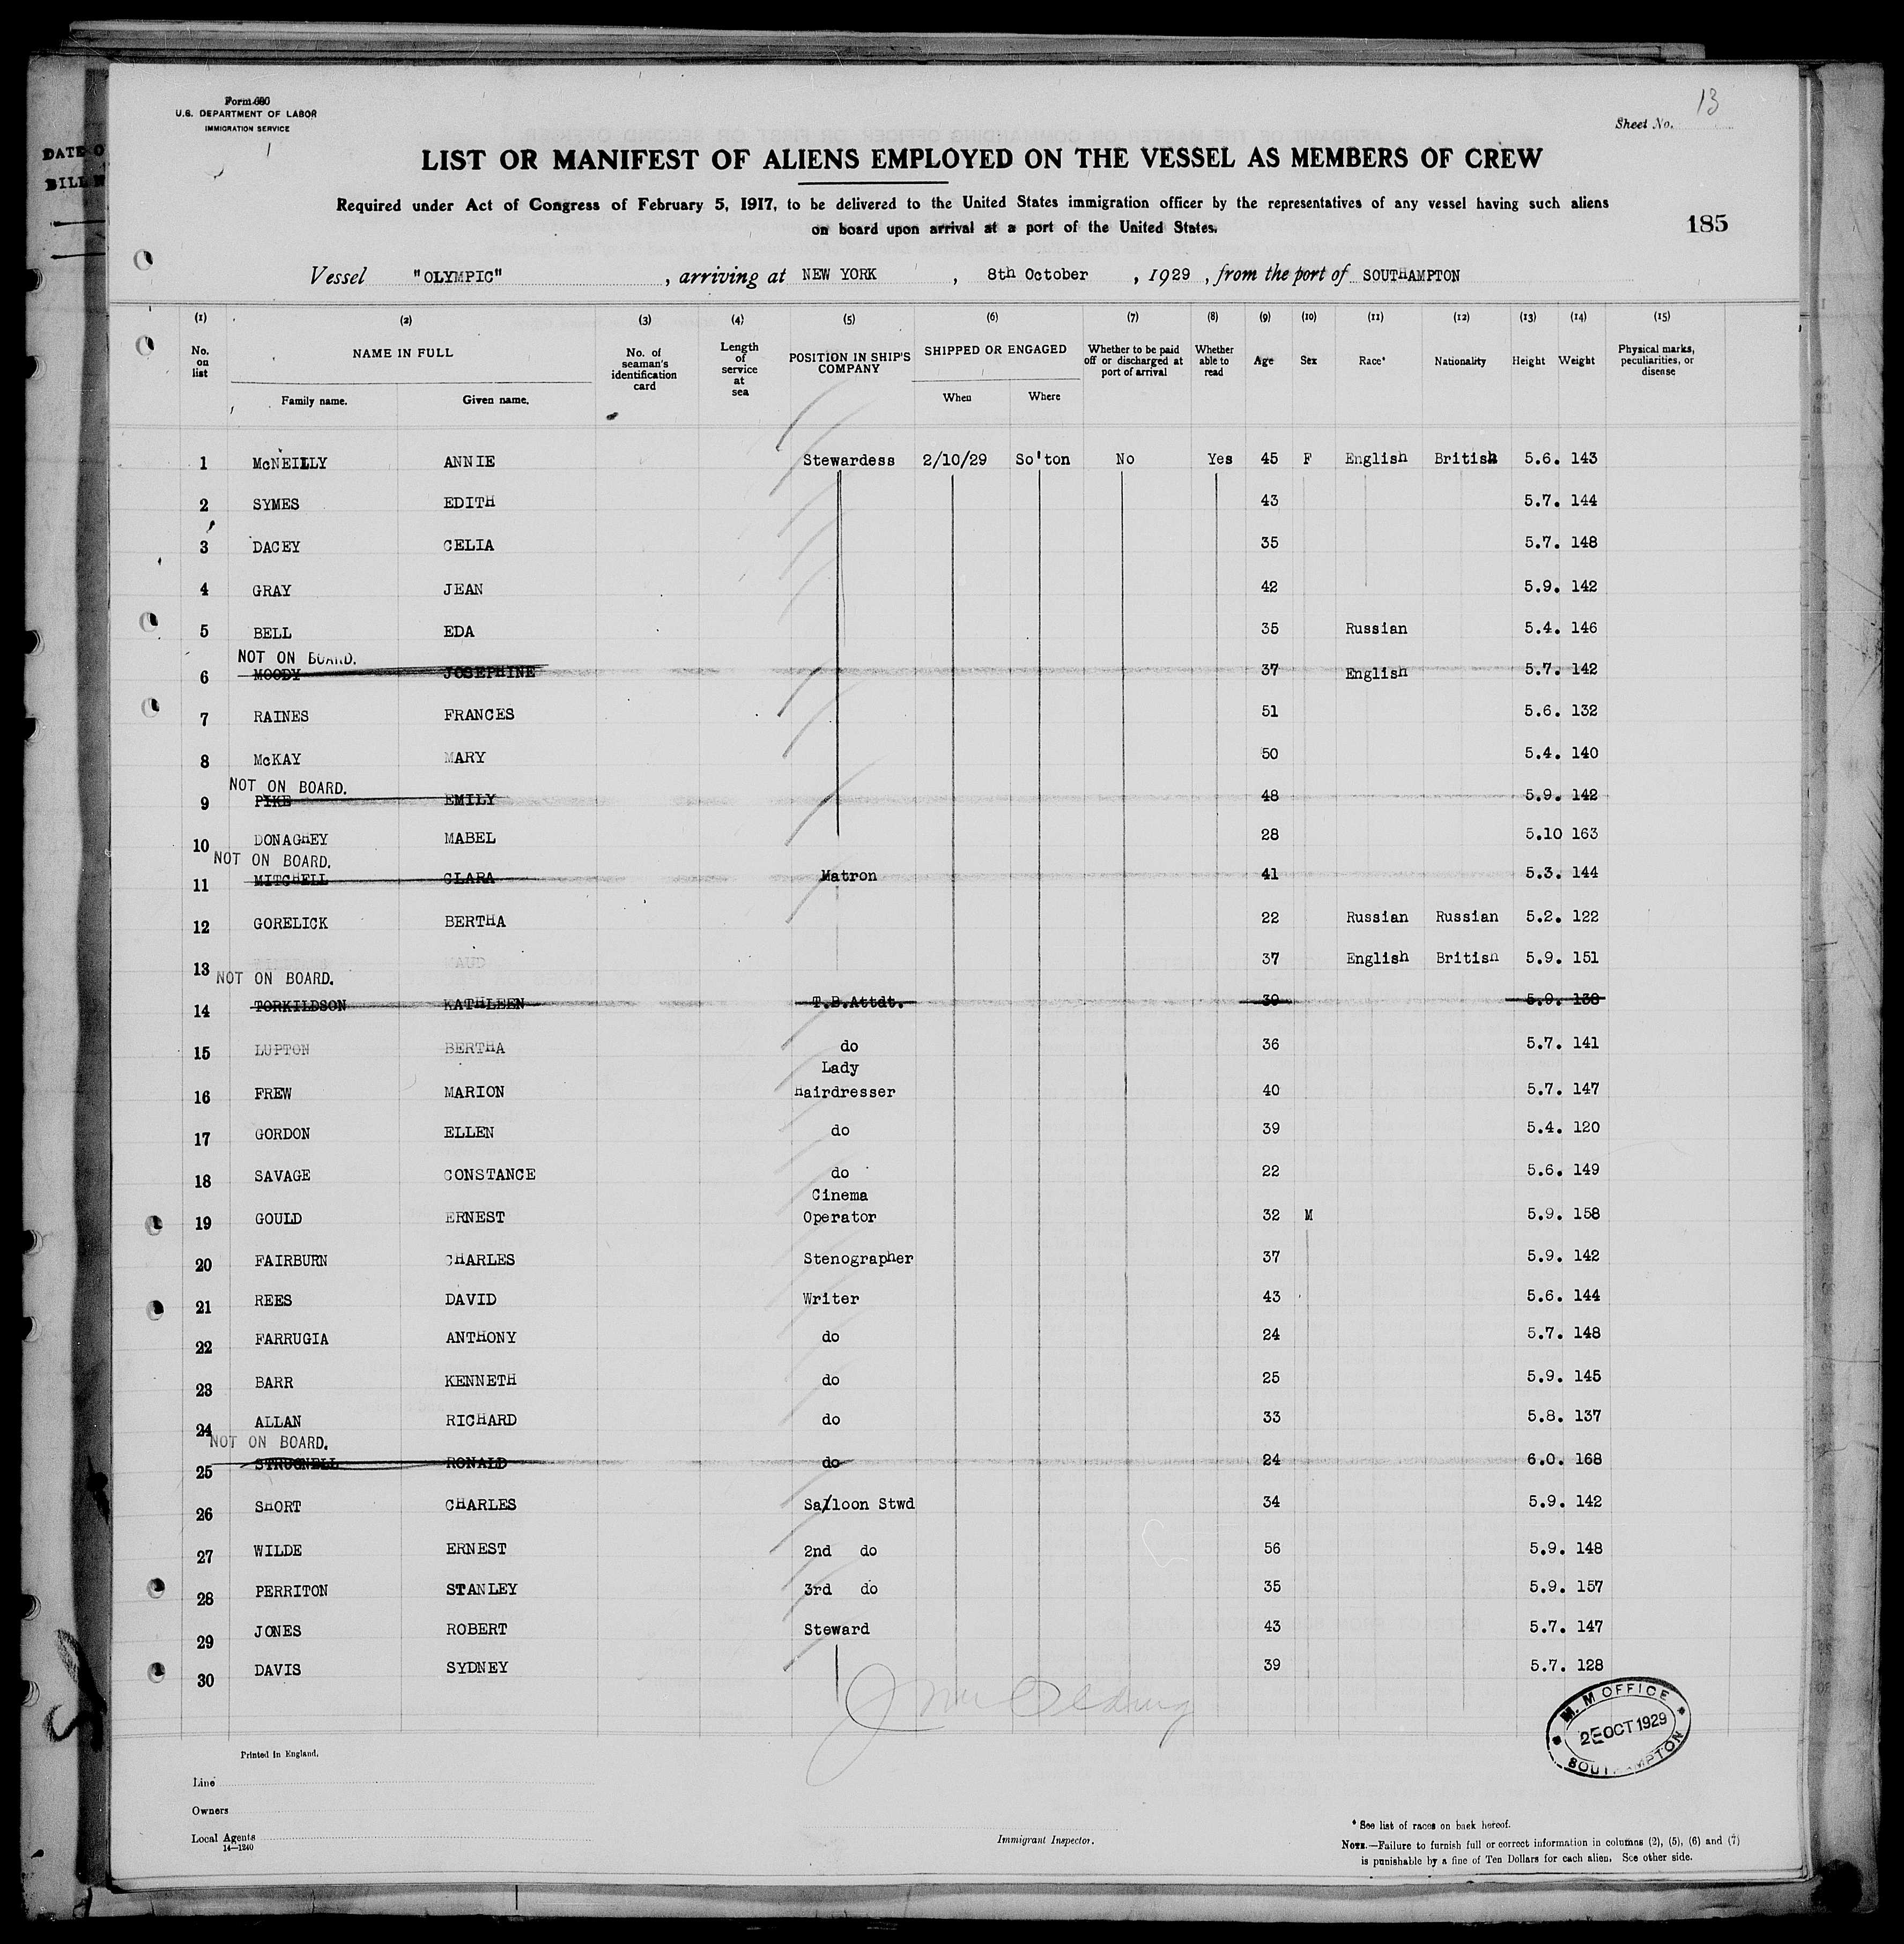 Form 680
U.S. DEPARTMENT OF LABOR
IMMIGRATION SERVICE
DATE O
BILL
Sheet No. 13
LIST OR MANIFEST OF ALIENS EMPLOYED ON THE VESSEL AS MEMBERS OF CREW
Required under Act of Congress of February 5, 1917, to be delivered to the United States immigration officer by the representatives of any vessel having such aliens
on board upon arrival at a port of the United States.
185
Vessel "OLYMPIC" , arriving at NEW YORK , 8th October , 1929 , from the port of SOUTHAMPTON
(1) (2) (3) (4) (5) (6) (7) (8) (9) (10) (11) (12) (13) (14) (15)
No. on list NAME IN FULL Family name. Given name. No. of seaman's identification card Length of service at sea POSITION IN SHIP'S COMPANY SHIPPED OR ENGAGED When Where Whether to be paid off or discharged at port of arrival Whether able to read Age Sex Race* Nationality Height Weight Physical marks, peculiarities, or disease
1 McNEILLY ANNIE Stewardess 2/10/29 So'ton No Yes 45 F English British 5.6. 143
2 SYMES EDITH 43 5.7. 144
3 DACEY CELIA 35 5.7. 148
4 GRAY JEAN 42 5.9. 142
5 BELL EDA 35 Russian 5.4. 146
NOT ON BOARD.
6 MOODY JOSEPHINE 37 English 5.7. 142
7 RAINES FRANCES 51 5.6. 132
8 McKAY MARY 50 5.4. 140
NOT ON BOARD.
9 PIKE EMILY 48 5.9. 142
10 DONAGHEY MABEL 28 5.10 163
NOT ON BOARD.
11 MITCHELL CLARA Matron 41 5.3. 144
12 GORELICK BERTHA 22 Russian Russian 5.2. 122
13 MAUD 37 English British 5.9. 151
NOT ON BOARD.
14 TORKILDSON KATHLEEN T.B.Attdt. 39 5.9. 138
15 LUPTON BERTHA do 36 5.7. 141
Lady
16 FREW MARION Hairdresser 40 5.7. 147
17 GORDON ELLEN do 39 5.4. 120
18 SAVAGE CONSTANCE do 22 5.6. 149
Cinema
19 GOULD ERNEST Operator 32 M 5.9. 158
20 FAIRBURN CHARLES Stenographer 37 5.9. 142
21 REES DAVID Writer 43 5.6. 144
22 FARRUGIA ANTHONY do 24 5.7. 148
23 BARR KENNETH do 25 5.9. 145
24 ALLAN RICHARD do 33 5.8. 137
NOT ON BOARD.
25 STRUGNELL RONALD do 24 6.0. 168
26 SHORT CHARLES Sa/loon Stwd 34 5.9. 142
27 WILDE ERNEST 2nd do 56 5.9. 148
28 PERRITON STANLEY 3rd do 35 5.9. 157
29 JONES ROBERT Steward 43 5.7. 147
30 DAVIS SYDNEY 39 5.7. 128
M. M OFFICE
2E OCT 1929
SOUTHAMPTON
Printed in England.
Line
Owners
Local Agents
14—1240
Immigrant Inspector.
* See list of races on back hereof.
NOTE.—Failure to furnish full or correct information in columns (2), (5), (6) and (7)
is punishable by a fine of Ten Dollars for each alien. See other side.